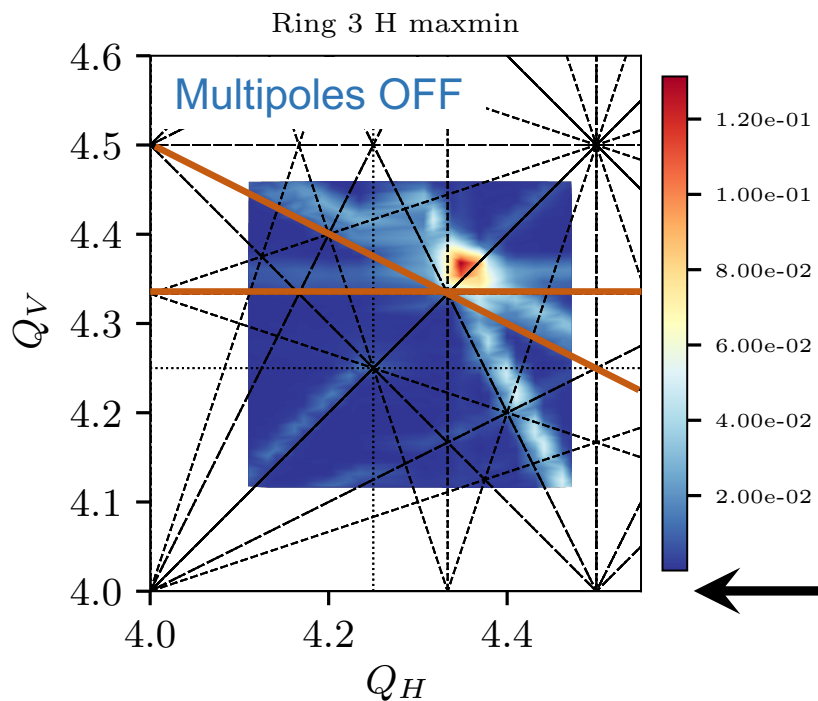 Ring 3 H maxmin
Multipoles OFF
4.6
4.5
4.4
4.3
4.2
4.1
4.0
Q_V
4.0
4.2
4.4
Q_H
1.20e-01
1.00e-01
8.00e-02
6.00e-02
4.00e-02
2.00e-02